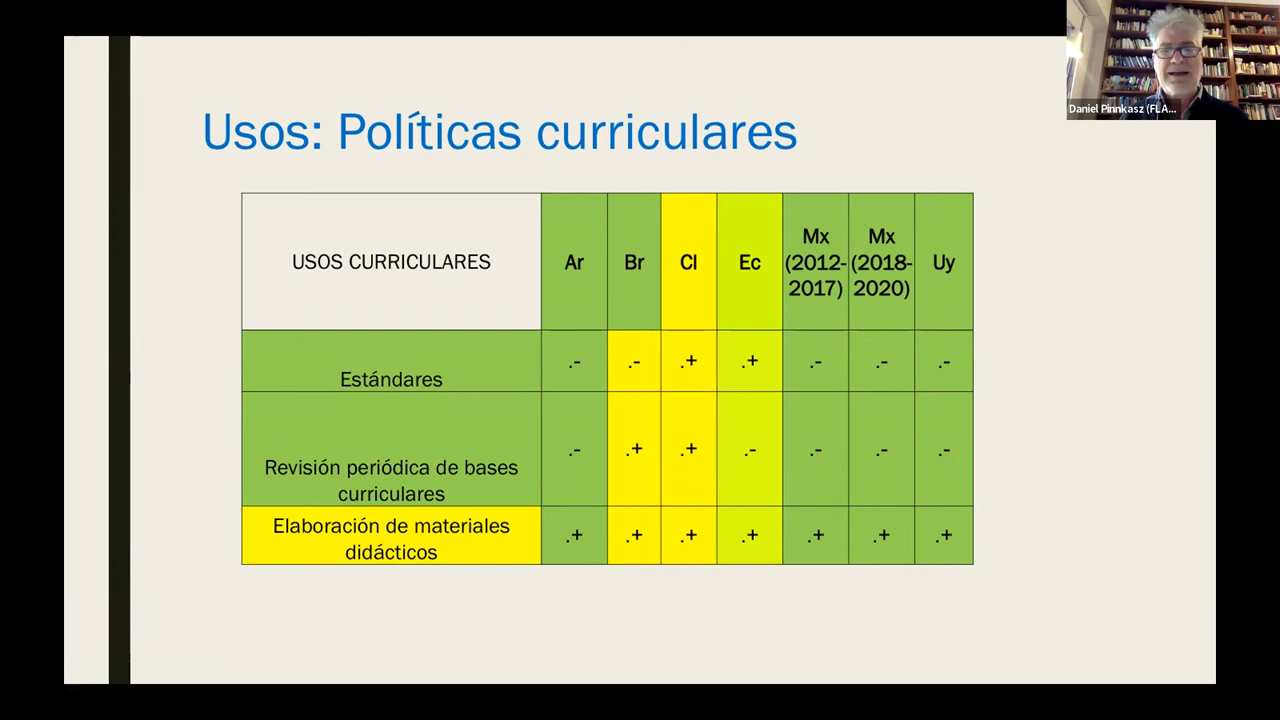 Daniel Pinnkasz (FLA...
Usos: Políticas curriculares
USOS CURRICULARES
Ar
Br
Cl
Ec
Mx
(2012-
2017)
Mx
(2018-
2020)
Uy
Estándares
.-
.-
.+
.+
.-
.-
.-
Revisión periódica de bases
curriculares
.-
.+
.+
.-
.-
.-
.-
Elaboración de materiales
didácticos
.+
.+
.+
.+
.+
.+
.+